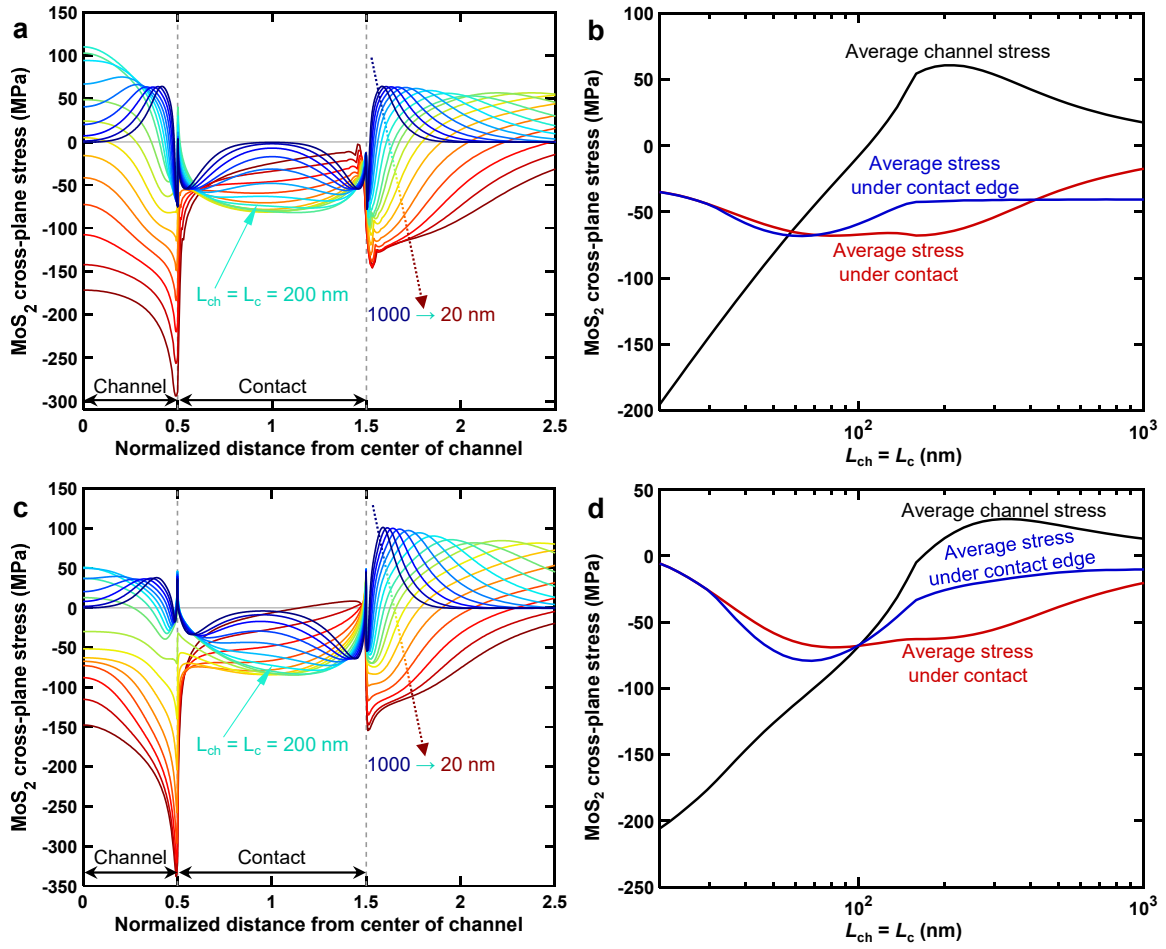 a
MoS2 cross-plane stress (MPa)
150
100
50
0
-50
-100
-150
-200
-250
-300
Lch = Lc = 200 nm
1000 → 20 nm
Channel
Contact
0
0.5
1
1.5
2
2.5
Normalized distance from center of channel
b
MoS2 cross-plane stress (MPa)
100
50
0
-50
-100
-150
-200
Average channel stress
Average stress
under contact edge
Average stress
under contact
10^2
10^3
Lch = Lc (nm)
c
MoS2 cross-plane stress (MPa)
150
100
50
0
-50
-100
-150
-200
-250
-300
-350
Lch = Lc = 200 nm
1000 → 20 nm
Channel
Contact
0
0.5
1
1.5
2
2.5
Normalized distance from center of channel
d
MoS2 cross-plane stress (MPa)
50
0
-50
-100
-150
-200
-250
Average channel stress
Average stress
under contact edge
Average stress
under contact
10^2
10^3
Lch = Lc (nm)